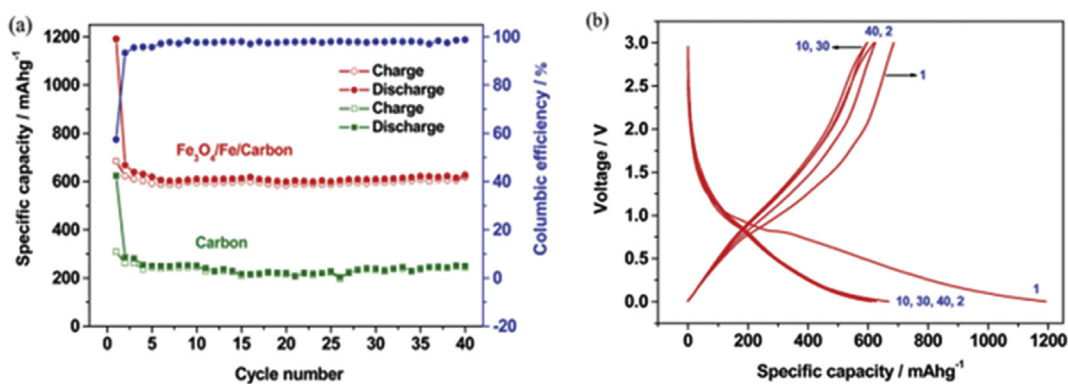 (a)
1200
1000
800
600
400
200
0
Specific capacity / mAhg-1
Charge
Discharge
Charge
Discharge
Fe3O4/Fe/Carbon
Carbon
100
80
60
40
20
0
-20
Columbic efficiency / %
0 5 10 15 20 25 30 35 40
Cycle number
(b)
3.0
2.5
2.0
1.5
1.0
0.5
0.0
Voltage / V
10, 30
40, 2
1
10, 30, 40, 2
1
0 200 400 600 800 1000 1200
Specific capacity / mAhg-1